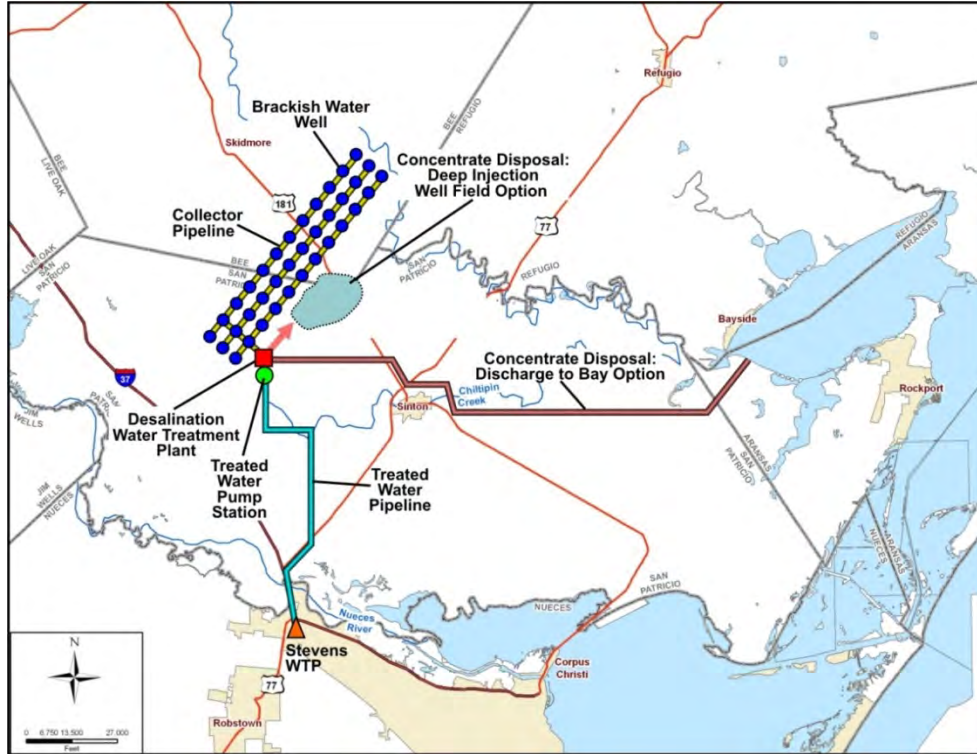 Refugio
Brackish Water
Well
Skidmore
BEE
REFUGIO
Concentrate Disposal:
Deep Injection
Well Field Option
BEE
LIVE OAK
181
77
Collector
Pipeline
LIVE OAK
SAN PATRICIO
BEE
SAN PATRICIO
SAN PATRICIO
REFUGIO
REFUGIO
ARANSAS
Bayside
Concentrate Disposal:
Discharge to Bay Option
37
Rockport
Chiltipin
Creek
Sinton
SAN PATRICIO
JIM WELLS
Desalination
Water Treatment
Plant
Treated
Water
Pump
Station
Treated
Water
Pipeline
ARANSAS
SAN PATRICIO
JIM WELLS
NUECES
ARANSAS
NUECES
SAN PATRICIO
NUECES
Nueces
River
Stevens
WTP
Corpus
Christi
77
Robstown
N
0 6,750 13,500 27,000
Feet